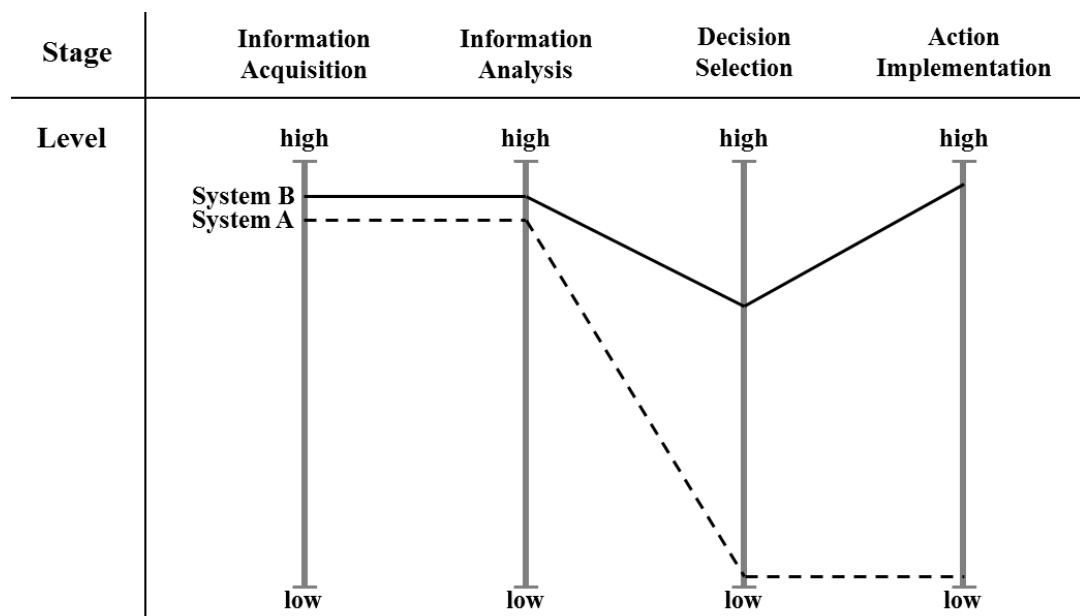 Stage
Information
Acquisition
Information
Analysis
Decision
Selection
Action
Implementation
Level
high
high
high
high
System B
System A
low
low
low
low